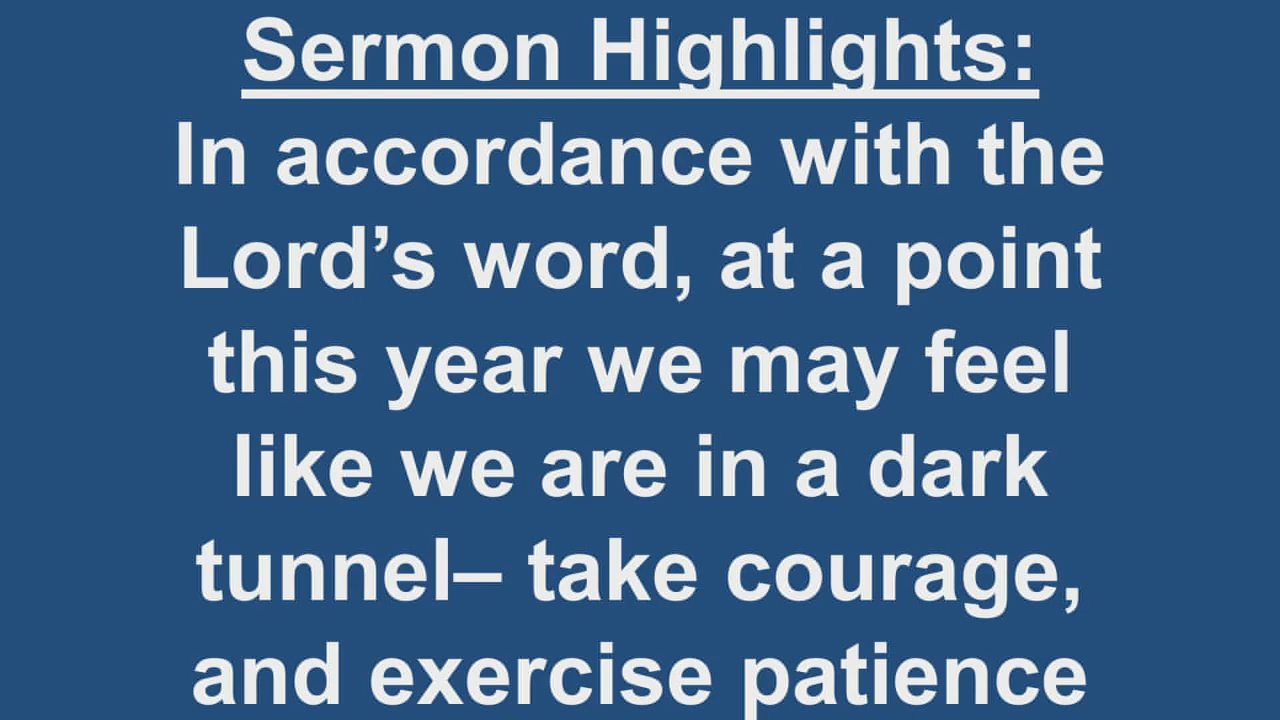 Sermon Highlights:
In accordance with the
Lord’s word, at a point
this year we may feel
like we are in a dark
tunnel– take courage,
and exercise patience